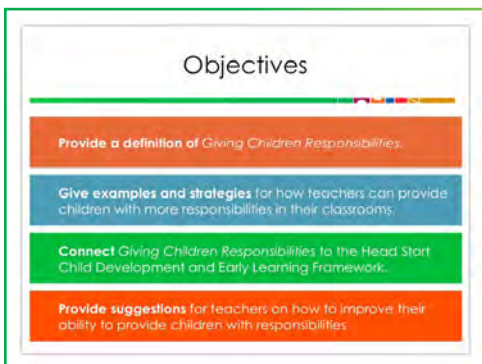 Objectives
Provide a definition of Giving Children Responsibilities.
Give examples and strategies for how teachers can provide
children with more responsibilities in their classrooms.
Connect Giving Children Responsibilities to the Head Start
Child Development and Early Learning Framework.
Provide suggestions for teachers on how to improve their
ability to provide children with responsibilities